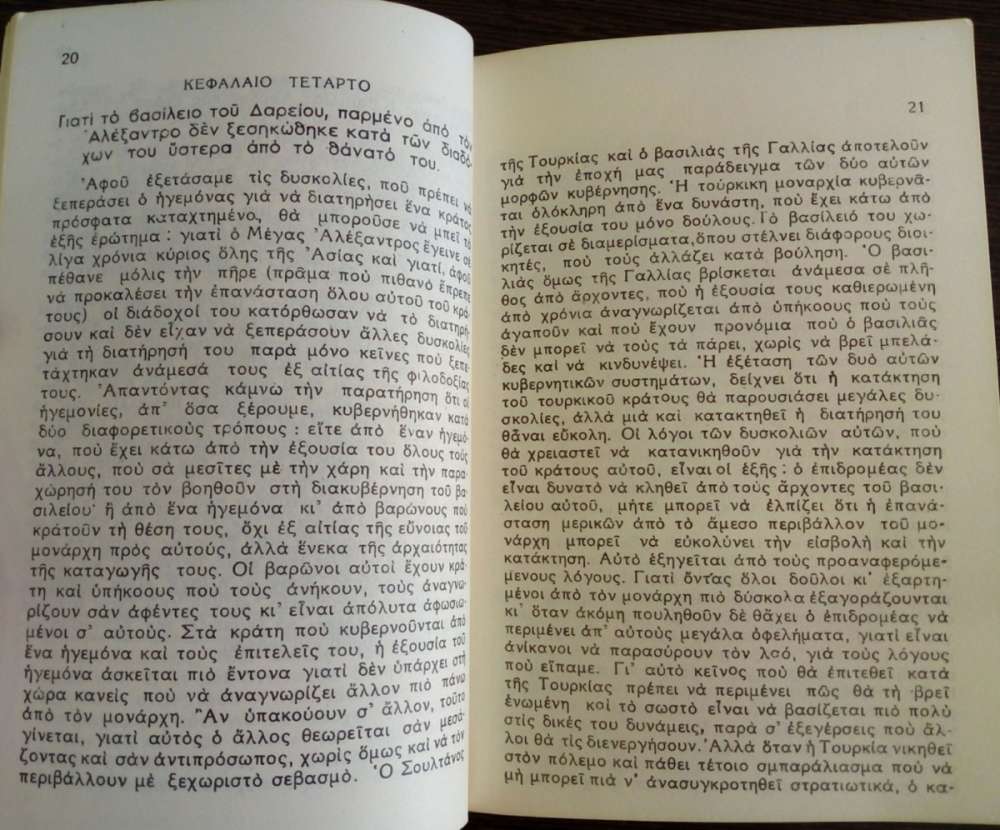 20
ΚΕΦΑΛΑΙΟ ΤΕΤΑΡΤΟ
Γιατὶ τὸ βασίλειο τοῦ Δαρείου, παρμένο ἀπὸ τὸν
Ἀλέξαντρο δὲν ξεσηκώθηκε κατὰ τῶν διαδό-
χων του ὕστερα ἀπὸ τὸ θάνατό του.
Ἀφοῦ ἐξετάσαμε τὶς δυσκολίες, ποὺ πρέπει νὰ
ξεπεράσει ὁ ἡγεμόνας γιὰ νὰ διατηρήσει ἕνα κράτος
πρόσφατα καταχτημένο, θὰ μποροῦσε νὰ μπεῖ τὸ
ἑξῆς ἐρώτημα : γιατὶ ὁ Μέγας Ἀλέξαντρος ἔγεινε σὲ
λίγα χρόνια κύριος ὅλης τῆς Ἀσίας καὶ γιατί, ἀφοῦ
πέθανε μόλις τὴν πῆρε (πρᾶμα ποὺ πιθανὸ ἔπρεπε
νὰ προκαλέσει τὴν ἐπανάσταση ὅλου αὐτοῦ τοῦ κρά-
τους) οἱ διάδοχοί του κατόρθωσαν νὰ τὸ διατηρή-
σουν καὶ δὲν εἶχαν νὰ ξεπεράσουν ἄλλες δυσκολίες
γιὰ τὴ διατήρησή του παρὰ μόνο κεῖνες ποὺ ξεπε-
τάχτηκαν ἀνάμεσά τους ἐξ αἰτίας τῆς φιλοδοξίας
τους. Ἀπαντόντας κάμνω τὴν παρατήρηση ὅτι οἱ
ἡγεμονίες, ἀπ' ὅσα ξέρουμε, κυβερνήθηκαν κατὰ
δύο διαφορετικοὺς τρόπους : εἴτε ἀπὸ ἕναν ἡγεμό-
να, ποὺ ἔχει κάτω ἀπὸ τὴν ἐξουσία του ὅλους τοὺς
ἄλλους, ποὺ σὰ μεσίτες μὲ τὴν χάρη καὶ τὴν παρα-
χώρησή του τὸν βοηθοῦν στὴ διακυβέρνηση τοῦ βα-
σιλείου· ἢ ἀπὸ ἕνα ἡγεμόνα κι' ἀπὸ βαρώνους ποὺ
κράτοῦν τὴ θέση τους, ὄχι ἐξ αἰτίας τῆς εὔνοιας τοῦ
μονάρχη πρὸς αὐτούς, ἀλλὰ ἕνεκα τῆς ἀρχαιότητας
τῆς καταγωγῆς τους. Οἱ βαρῶνοι αὐτοὶ ἔχουν κρά-
τη καὶ ὑπήκοους ποὺ τοὺς ἀνήκουν, τοὺς ἀναγνω-
ρίζουν σὰν ἀφέντες τους κι' εἶναι ἀπόλυτα ἀφωσιω-
μένοι σ' αὐτούς. Στὰ κράτη ποὺ κυβερνοῦνται ἀπὸ
ἕνα ἡγεμόνα καὶ τοὺς ἐπιτελεῖς του, ἡ ἐξουσία τοῦ
ἡγεμόνα ἀσκεῖται πιὸ ἔντονα γιατὶ δὲν ὑπάρχει στὴ
χώρα κανεὶς ποὺ νὰ ἀναγνωρίζει ἄλλον πιὸ πάνω
ἀπὸ τὸν μονάρχη. Ἂν ὑπακούουν σ' ἄλλον, τοῦτο
γίνεται, γιατὶ αὐτὸς ὁ ἄλλος θεωρεῖται σὰν μεσά-
ζοντας καὶ σὰν ἀντιπρόσωπος, χωρὶς ὅμως καὶ νὰ τὸν
περιβάλλουν μὲ ξεχωριστὸ σεβασμό. Ὁ Σουλτάνος
21
τῆς Τουρκίας καὶ ὁ βασιλιὰς τῆς Γαλλίας ἀποτελοῦν
γιὰ τὴν ἐποχή μας παράδειγμα τῶν δύο αὐτῶν
μορφῶν κυβέρνησης. Ἡ τούρκικη μοναρχία κυβερνᾶ-
ται ὁλόκληρη ἀπὸ ἕνα δυνάστη, ποὺ ἔχει κάτω ἀπὸ
τὴν ἐξουσία του μόνο δούλους. Τὸ βασίλειό του χω-
ρίζεται σὲ διαμερίσματα, ὅπου στέλνει διάφορους διοι-
κητές, ποὺ τοὺς ἀλλάζει κατὰ βούληση. Ὁ βασι-
λιὰς ὅμως τῆς Γαλλίας βρίσκεται ἀνάμεσα σὲ πλῆ-
θος ἀπὸ ἄρχοντες, ποὺ ἡ ἐξουσία τους καθιερωμένη
ἀπὸ χρόνια ἀναγνωρίζεται ἀπὸ ὑπήκοους ποὺ τοὺς
ἀγαποῦν καὶ ποὺ ἔχουν προνόμια ποὺ ὁ βασιλιᾶς
δὲν μπορεῖ νὰ τοὺς τὰ πάρει, χωρὶς νὰ βρεῖ μπελά-
δες καὶ νὰ κινδυνέψει. Ἡ ἐξέταση τῶν δυὸ αὐτῶν
κυβερνητικῶν συστημάτων, δείχνει ὅτι ἡ κατάκτηση
τοῦ τουρκικοῦ κράτους θὰ παρουσιάσει μεγάλες δυ-
σκολίες, ἀλλὰ μιὰ καὶ κατακτηθεῖ ἡ διατήρησή του
θἆναι εὔκολη. Οἱ λόγοι τῶν δυσκολιῶν αὐτῶν, ποὺ
θὰ χρειαστεῖ νὰ κατανικηθοῦν γιὰ τὴν κατάκτηση
τοῦ κράτους αὐτοῦ, εἶναι οἱ ἑξῆς : ὁ ἐπιδρομέας δὲν
εἶναι δυνατὸ νὰ κληθεῖ ἀπὸ τοὺς ἄρχοντες τοῦ βασι-
λείου αὐτοῦ, μήτε μπορεῖ νὰ ἐλπίζει ὅτι ἡ ἐπανά-
σταση μερικῶν ἀπὸ τὸ ἄμεσο περιβάλλον τοῦ μο-
νάρχη μπορεῖ νὰ εὐκολύνει τὴν εἰσβολὴ καὶ τὴν
κατάκτηση. Αὐτὸ ἐξηγεῖται ἀπὸ τοὺς προαναφερόμε-
μενους λόγους. Γιατὶ ὄντας ὅλοι δοῦλοι κι' ἐξαρτη-
μένοι ἀπὸ τὸν μονάρχη πιὸ δύσκολα ἐξαγοράζονται
κι' ὅταν ἀκόμη πουληθοῦν δὲ θἄχει ὁ ἐπιδρομέας νὰ
περιμένει ἀπ' αὐτοὺς μεγάλα ὀφελήματα, γιατὶ εἶναι
ἀνίκανοι νὰ παρασύρουν τὸν λαό, γιὰ τοὺς λόγους
ποὺ εἴπαμε. Γι' αὐτὸ κεῖνος ποὺ θὰ ἐπιτεθεῖ κατὰ
τῆς Τουρκίας πρέπει νὰ περιμένει πῶς θὰ τὴ βρεῖ
ἑνωμένη καὶ τὸ σωστὸ εἶναι νὰ βασίζεται πιὸ πολὺ
στὶς δικές του δυνάμεις, παρὰ σ' ἐξεγέρσεις ποὺ ἄλ-
λοι θὰ τὶς διενεργήσουν. Ἀλλὰ ὅταν ἡ Τουρκία νικηθεῖ
στὸν πόλεμο καὶ πάθει τέτοιο σμπαράλιασμα ποὺ νὰ
μὴ μπορεῖ πιὰ ν' ἀνασυγκροτηθεῖ στρατιωτικά, ὁ κα-